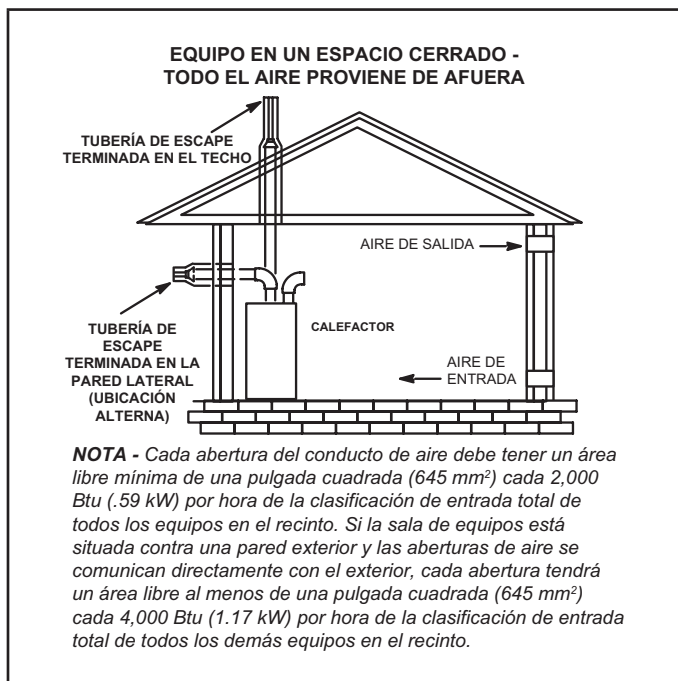 EQUIPO EN UN ESPACIO CERRADO -
TODO EL AIRE PROVIENE DE AFUERA
TUBERÍA DE ESCAPE
TERMINADA EN EL TECHO
AIRE DE SALIDA
TUBERÍA DE
ESCAPE
TERMINADA EN LA
PARED LATERAL
(UBICACIÓN
ALTERNA)
CALEFACTOR
AIRE DE
ENTRADA
NOTA - Cada abertura del conducto de aire debe tener un área
libre mínima de una pulgada cuadrada (645 mm²) cada 2,000
Btu (.59 kW) por hora de la clasificación de entrada total de
todos los equipos en el recinto. Si la sala de equipos está
situada contra una pared exterior y las aberturas de aire se
comunican directamente con el exterior, cada abertura tendrá
un área libre al menos de una pulgada cuadrada (645 mm²)
cada 4,000 Btu (1.17 kW) por hora de la clasificación de entrada
total de todos los demás equipos en el recinto.